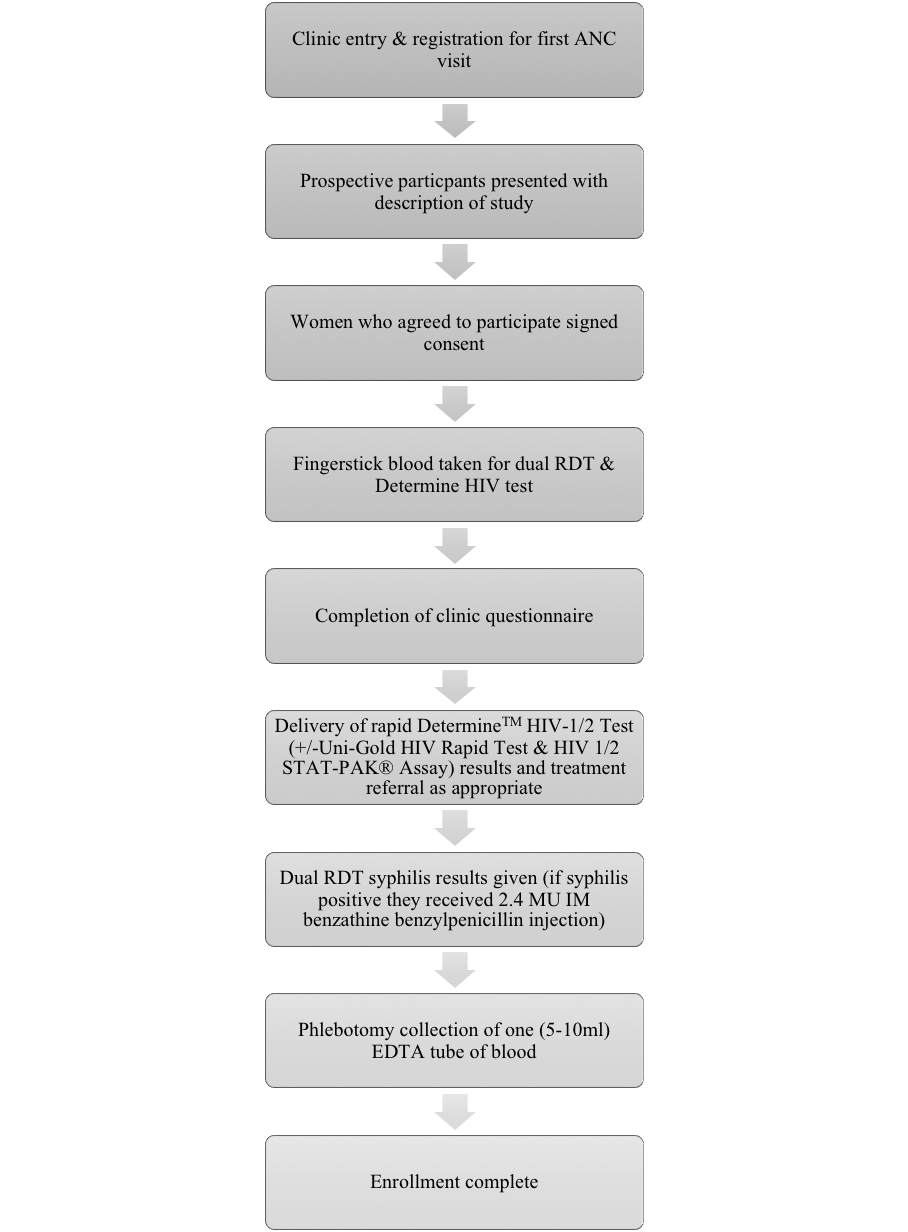 Clinic entry & registration for first ANC
visit
Prospective particpants presented with
description of study
Women who agreed to participate signed
consent
Fingerstick blood taken for dual RDT &
Determine HIV test
Completion of clinic questionnaire
Delivery of rapid Determine™ HIV-1/2 Test
(+/-Uni-Gold HIV Rapid Test & HIV 1/2
STAT-PAK® Assay) results and treatment
referral as appropriate
Dual RDT syphilis results given (if syphilis
positive they received 2.4 MU IM
benzathine benzylpenicillin injection)
Phlebotomy collection of one (5-10ml)
EDTA tube of blood
Enrollment complete